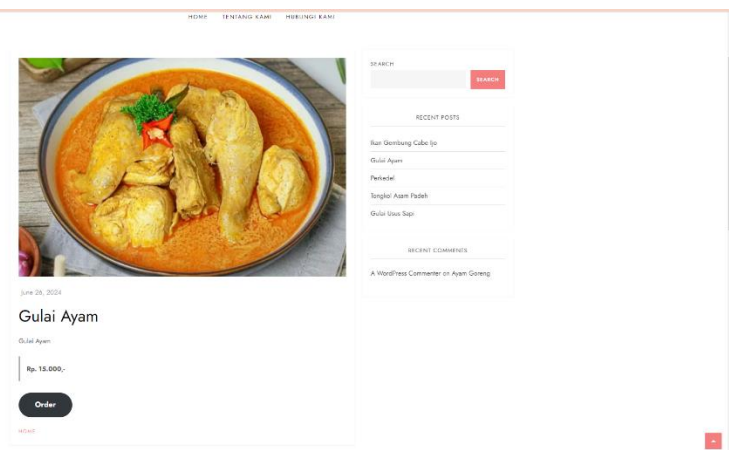 HOME TENTANG KAMI HUBUNGI KAMI
June 26, 2024
Gulai Ayam
Gulai Ayam
Rp. 15.000,-
Order
HOME
SEARCH
SEARCH
RECENT POSTS
Ikan Gembung Cabe Ijo
Gulai Ayam
Perkedel
Tongkol Asam Padeh
Gulai Usus Sapi
RECENT COMMENTS
A WordPress Commenter on Ayam Goreng